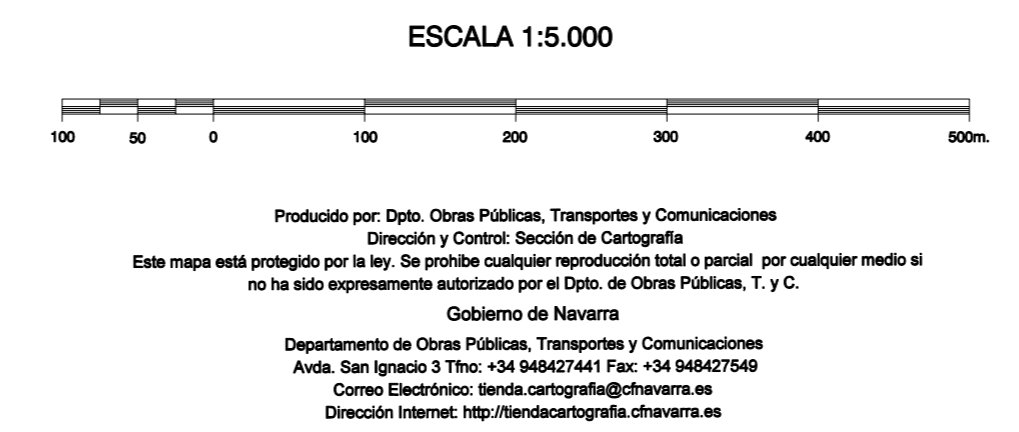 ESCALA 1:5.000
100 50 0 100 200 300 400 500m.
Producido por: Dpto. Obras Públicas, Transportes y Comunicaciones
Dirección y Control: Sección de Cartografía
Este mapa está protegido por la ley. Se prohibe cualquier reproducción total o parcial por cualquier medio si
no ha sido expresamente autorizado por el Dpto. de Obras Públicas, T. y C.
Gobierno de Navarra
Departamento de Obras Públicas, Transportes y Comunicaciones
Avda. San Ignacio 3 Tfno: +34 948427441 Fax: +34 948427549
Correo Electrónico: tienda.cartografia@cfnavarra.es
Dirección Internet: http://tiendacartografia.cfnavarra.es